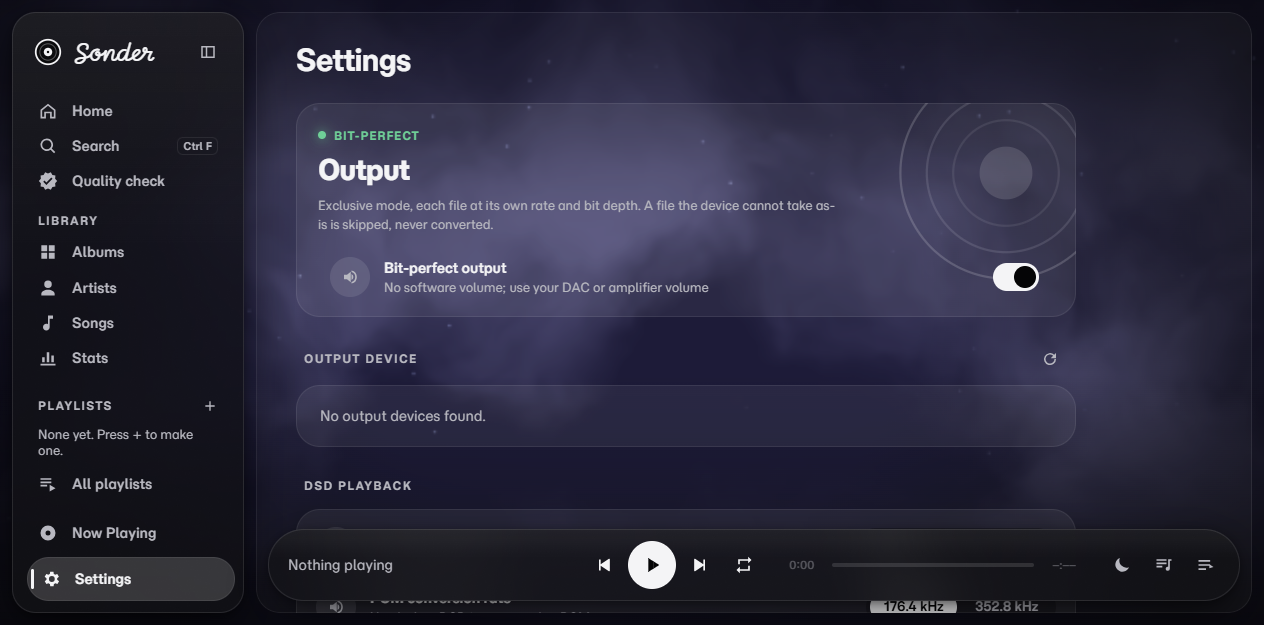 Sonder
Home
Search
Ctrl F
Quality check
LIBRARY
Albums
Artists
Songs
Stats
PLAYLISTS
None yet. Press + to make
one.
All playlists
Now Playing
Settings
Settings
BIT-PERFECT
Output
Exclusive mode, each file at its own rate and bit depth. A file the device cannot take as-
is is skipped, never converted.
Bit-perfect output
No software volume; use your DAC or amplifier volume
OUTPUT DEVICE
No output devices found.
DSD PLAYBACK
Nothing playing
0:00
-:--
176.4 kHz
352.8 kHz